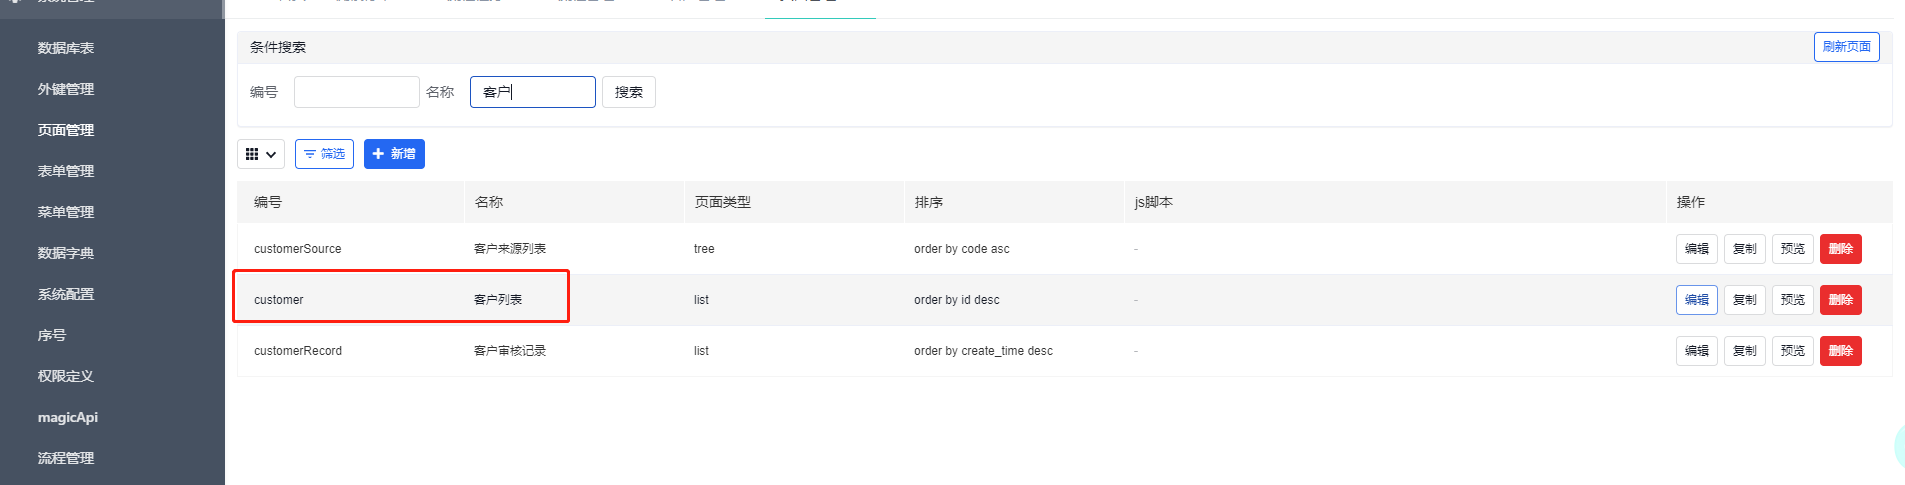 数据库表
外键管理
页面管理
表单管理
菜单管理
数据字典
系统配置
序号
权限定义
magicApi
流程管理
条件搜索
刷新页面
编号 名称 客户 搜索
筛选 新增
编号 名称 页面类型 排序 js脚本 操作
customerSource 客户来源列表 tree order by code asc - 编辑 复制 预览 删除
customer 客户列表 list order by id desc - 编辑 复制 预览 删除
customerRecord 客户审核记录 list order by create_time desc - 编辑 复制 预览 删除